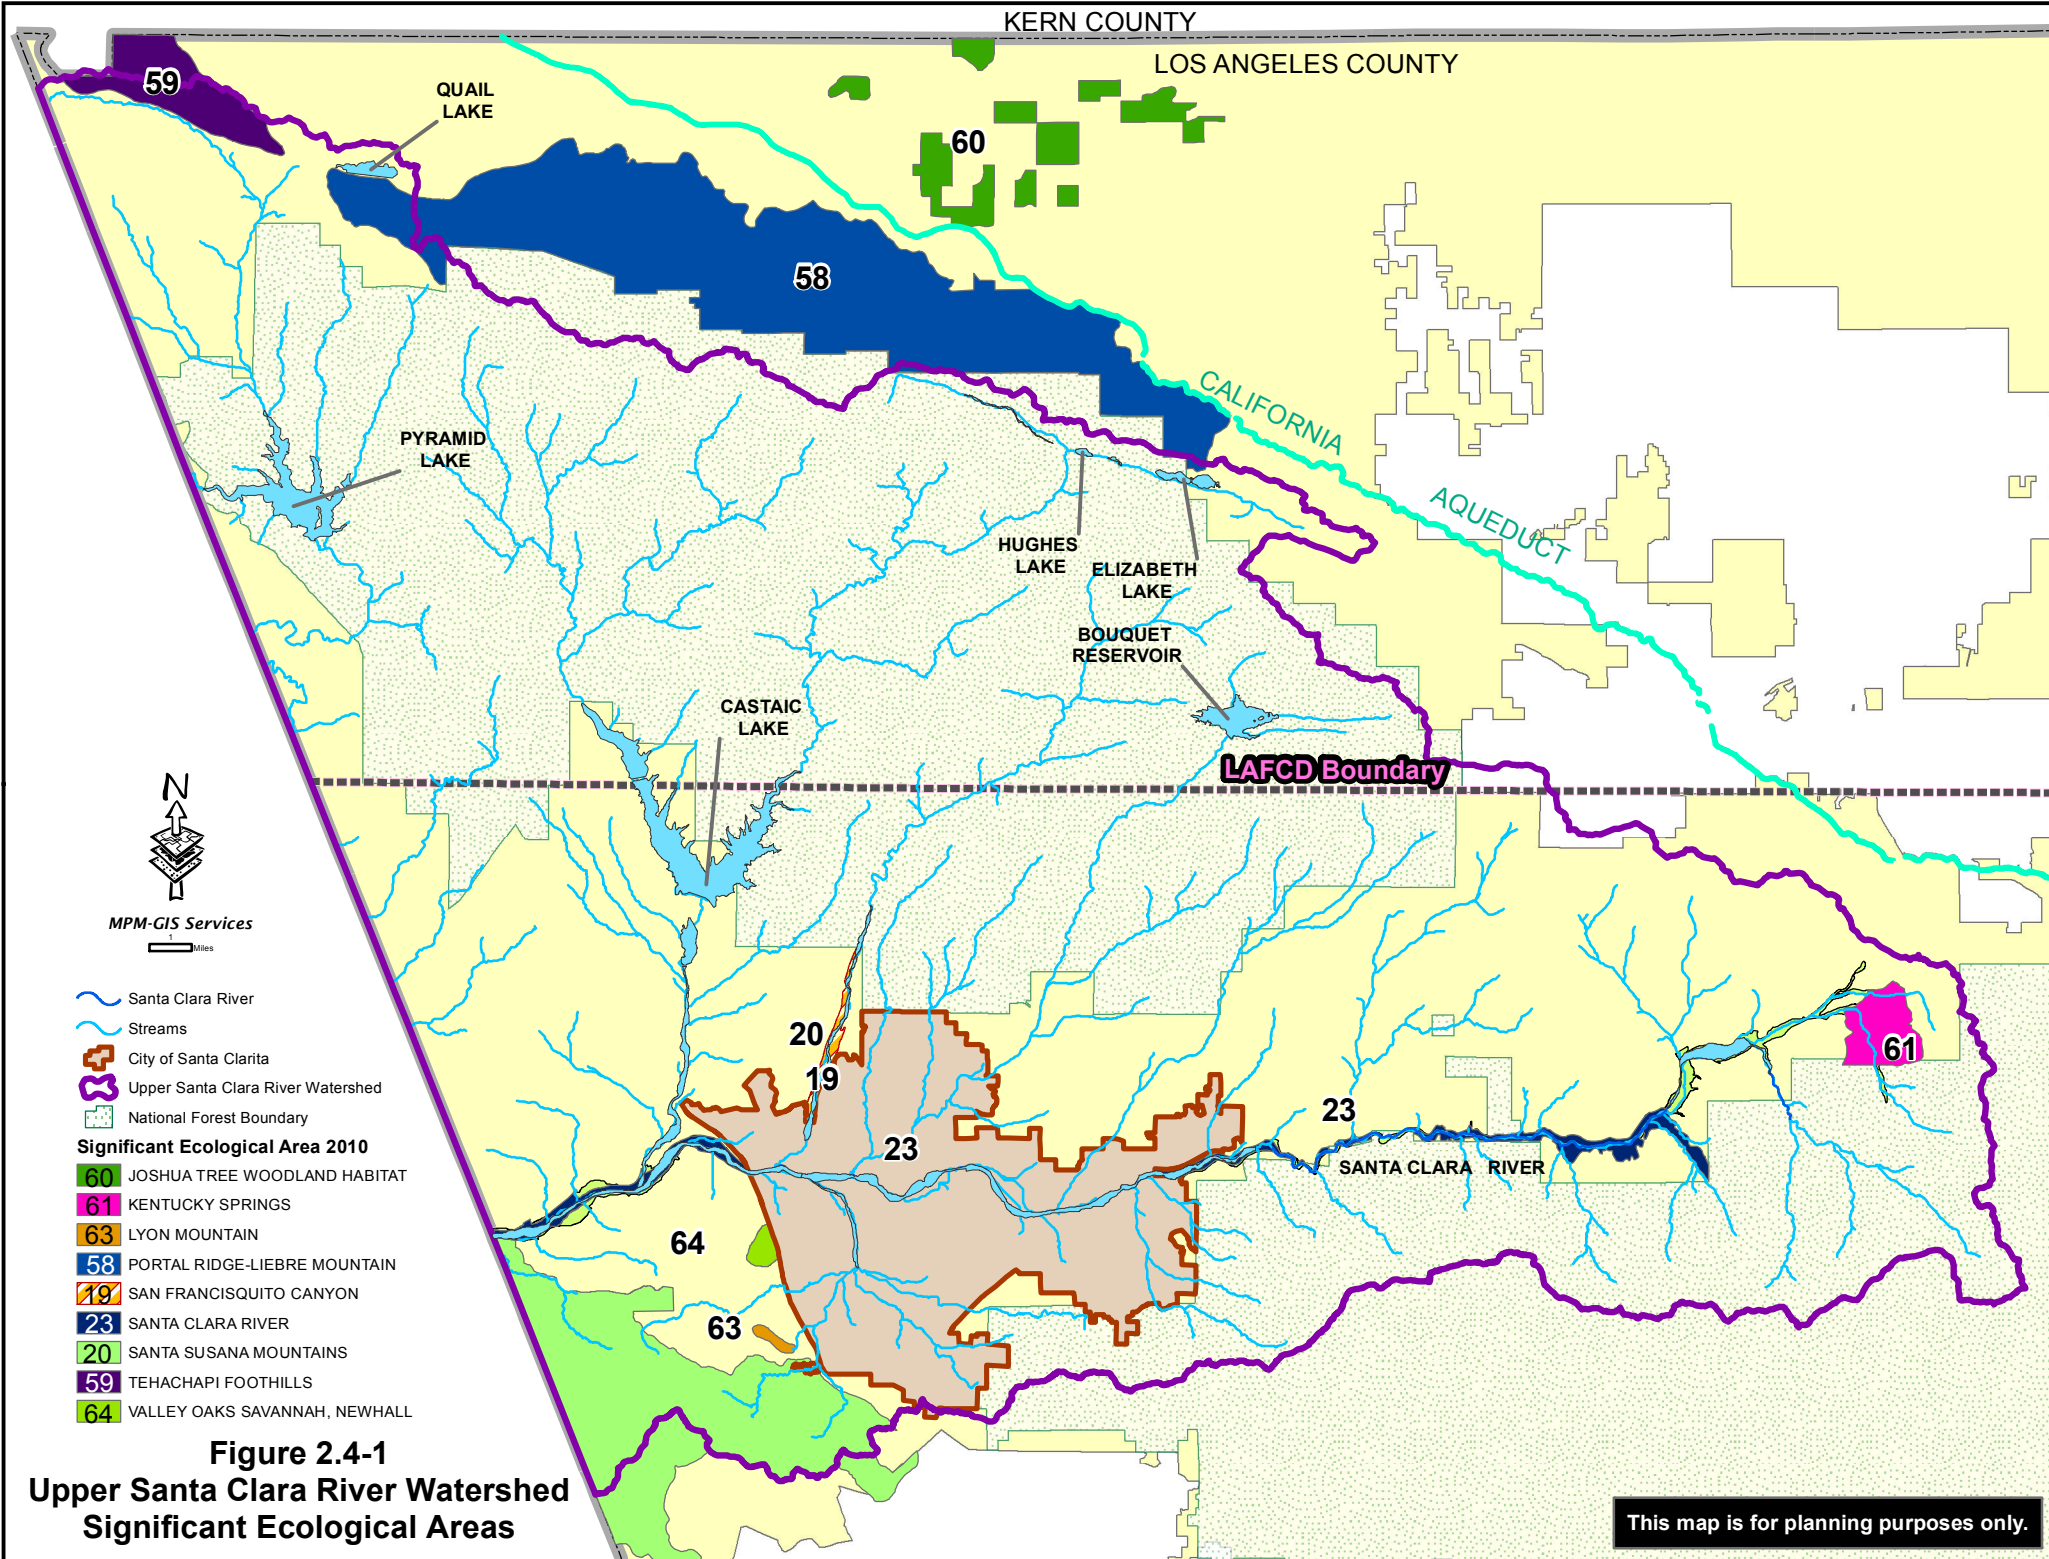 KERN COUNTY
LOS ANGELES COUNTY
59
QUAIL
LAKE
60
58
CALIFORNIA
AQUEDUCT
PYRAMID
LAKE
HUGHES
LAKE
ELIZABETH
LAKE
BOUQUET
RESERVOIR
CASTAIC
LAKE
LAFCD Boundary
N
MPM-GIS Services
1
Miles
20
19
23
23
61
SANTA CLARA RIVER
64
63
Santa Clara River
Streams
City of Santa Clarita
Upper Santa Clara River Watershed
National Forest Boundary
Significant Ecological Area 2010
60 JOSHUA TREE WOODLAND HABITAT
61 KENTUCKY SPRINGS
63 LYON MOUNTAIN
58 PORTAL RIDGE-LIEBRE MOUNTAIN
19 SAN FRANCISQUITO CANYON
23 SANTA CLARA RIVER
20 SANTA SUSANA MOUNTAINS
59 TEHACHAPI FOOTHILLS
64 VALLEY OAKS SAVANNAH, NEWHALL
Figure 2.4-1
Upper Santa Clara River Watershed
Significant Ecological Areas
This map is for planning purposes only.